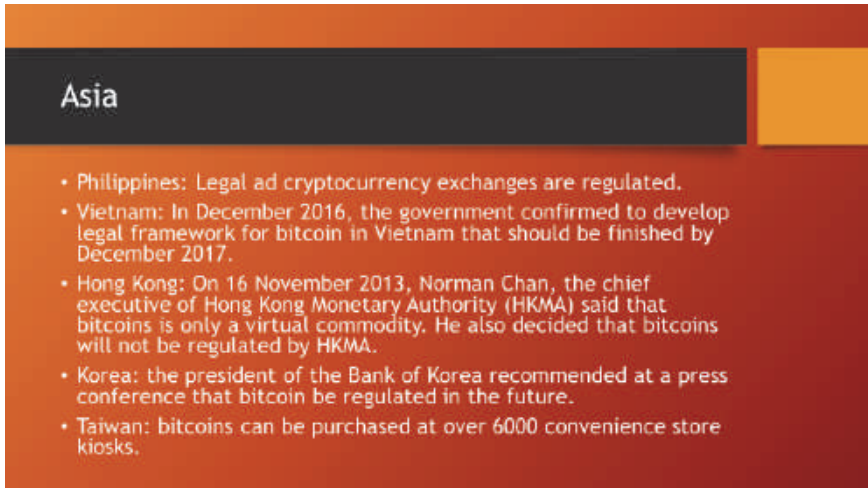 Asia
• Philippines: Legal ad cryptocurrency exchanges are regulated.
• Vietnam: In December 2016, the government confirmed to develop
legal framework for bitcoin in Vietnam that should be finished by
December 2017.
• Hong Kong: On 16 November 2013, Norman Chan, the chief
executive of Hong Kong Monetary Authority (HKMA) said that
bitcoins is only a virtual commodity. He also decided that bitcoins
will not be regulated by HKMA.
• Korea: the president of the Bank of Korea recommended at a press
conference that bitcoin be regulated in the future.
• Taiwan: bitcoins can be purchased at over 6000 convenience store
kiosks.